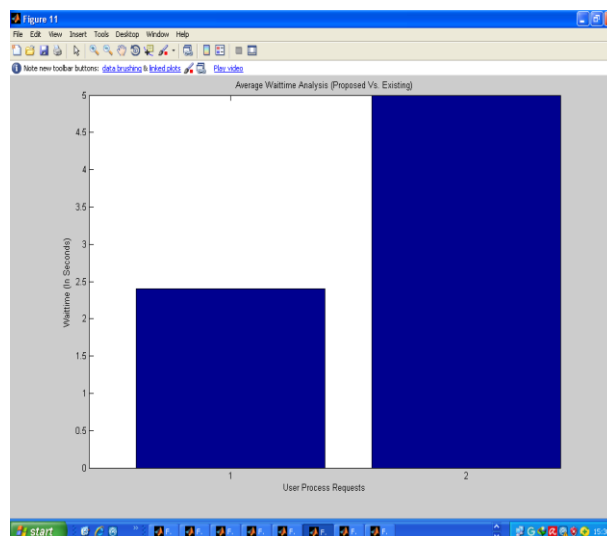 Figure 11
File Edit View Insert Tools Desktop Window Help
Note new toolbar buttons: data brushing & linked plots Play video
Average Waittime Analysis (Proposed Vs. Existing)
5
4.5
4
3.5
3
2.5
2
1.5
1
0.5
0
Waittime (In Seconds)
1 2
User Process Requests
start